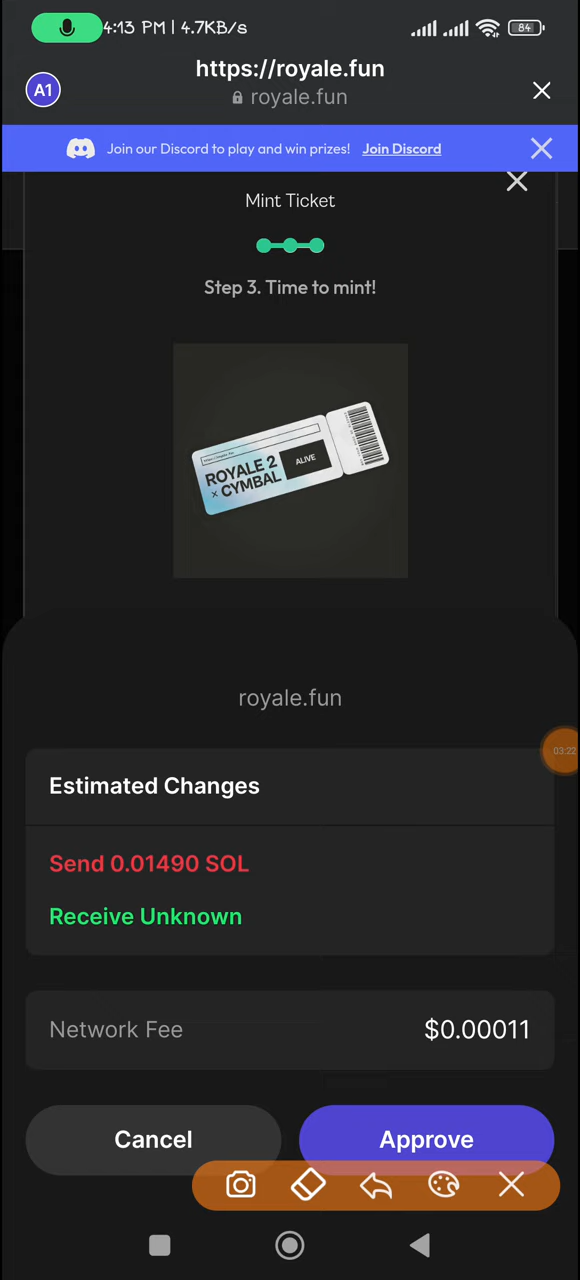 4:13 PM | 4.7KB/s
84
https://royale.fun
A1
royale.fun
Join our Discord to play and win prizes! Join Discord
Mint Ticket
Step 3. Time to mint!
ROYALE 2
× CYMBAL
ALIVE
royale.fun
03:22
Estimated Changes
Send 0.01490 SOL
Receive Unknown
Network Fee
$0.00011
Cancel
Approve